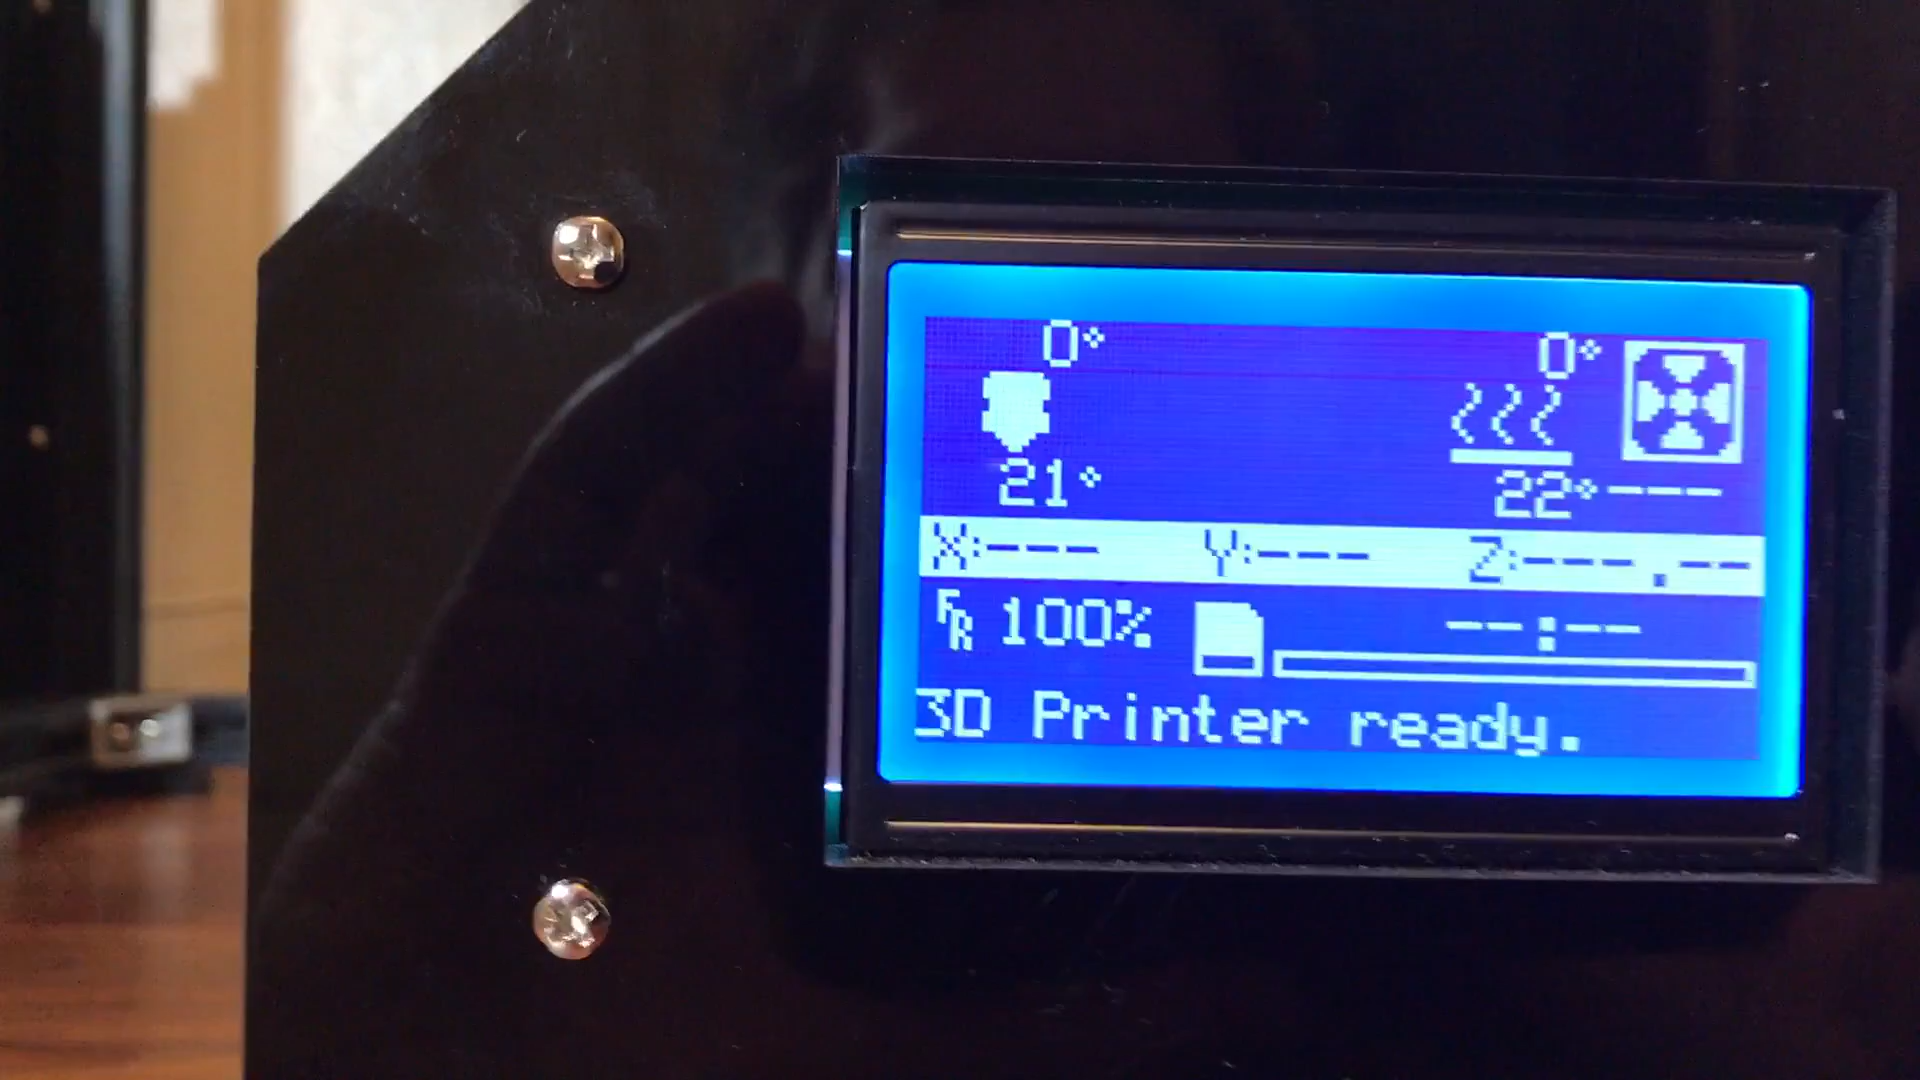 0° 0°
21° 22° ---
X:--- Y:--- Z:---.--
FR 100% --:--
3D Printer ready.